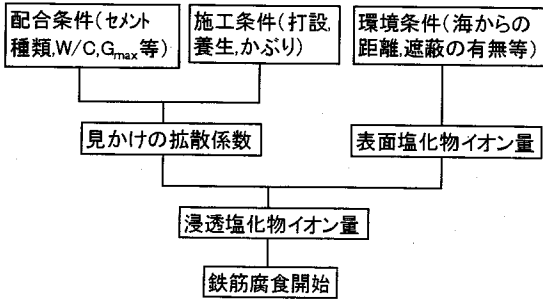 配合条件(セメント
種類,W/C,Gmax等)
施工条件(打設,
養生,かぶり)
環境条件(海からの
距離,遮蔽の有無等)
見かけの拡散係数
表面塩化物イオン量
浸透塩化物イオン量
鉄筋腐食開始